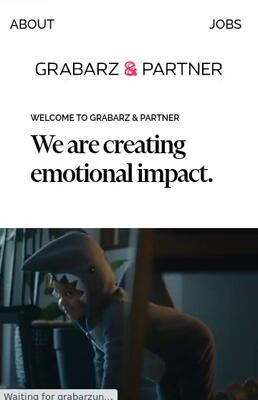 ABOUT JOBS
GRABARZ & PARTNER
WELCOME TO GRABARZ & PARTNER
We are creating
emotional impact.
Waiting for grabarzun...